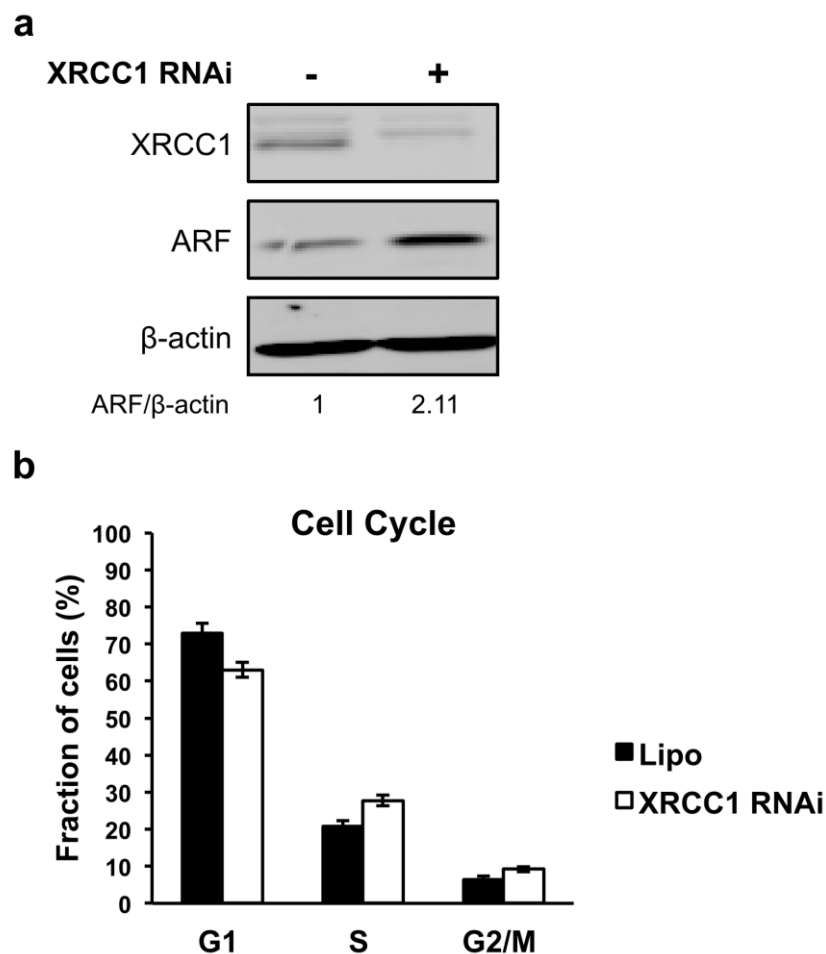 a
XRCC1 RNAi - +
XRCC1
ARF
β-actin
ARF/β-actin 1 2.11
b
Cell Cycle
Fraction of cells (%)
100
90
80
70
60
50
40
30
20
10
0
G1 S G2/M
Lipo
XRCC1 RNAi